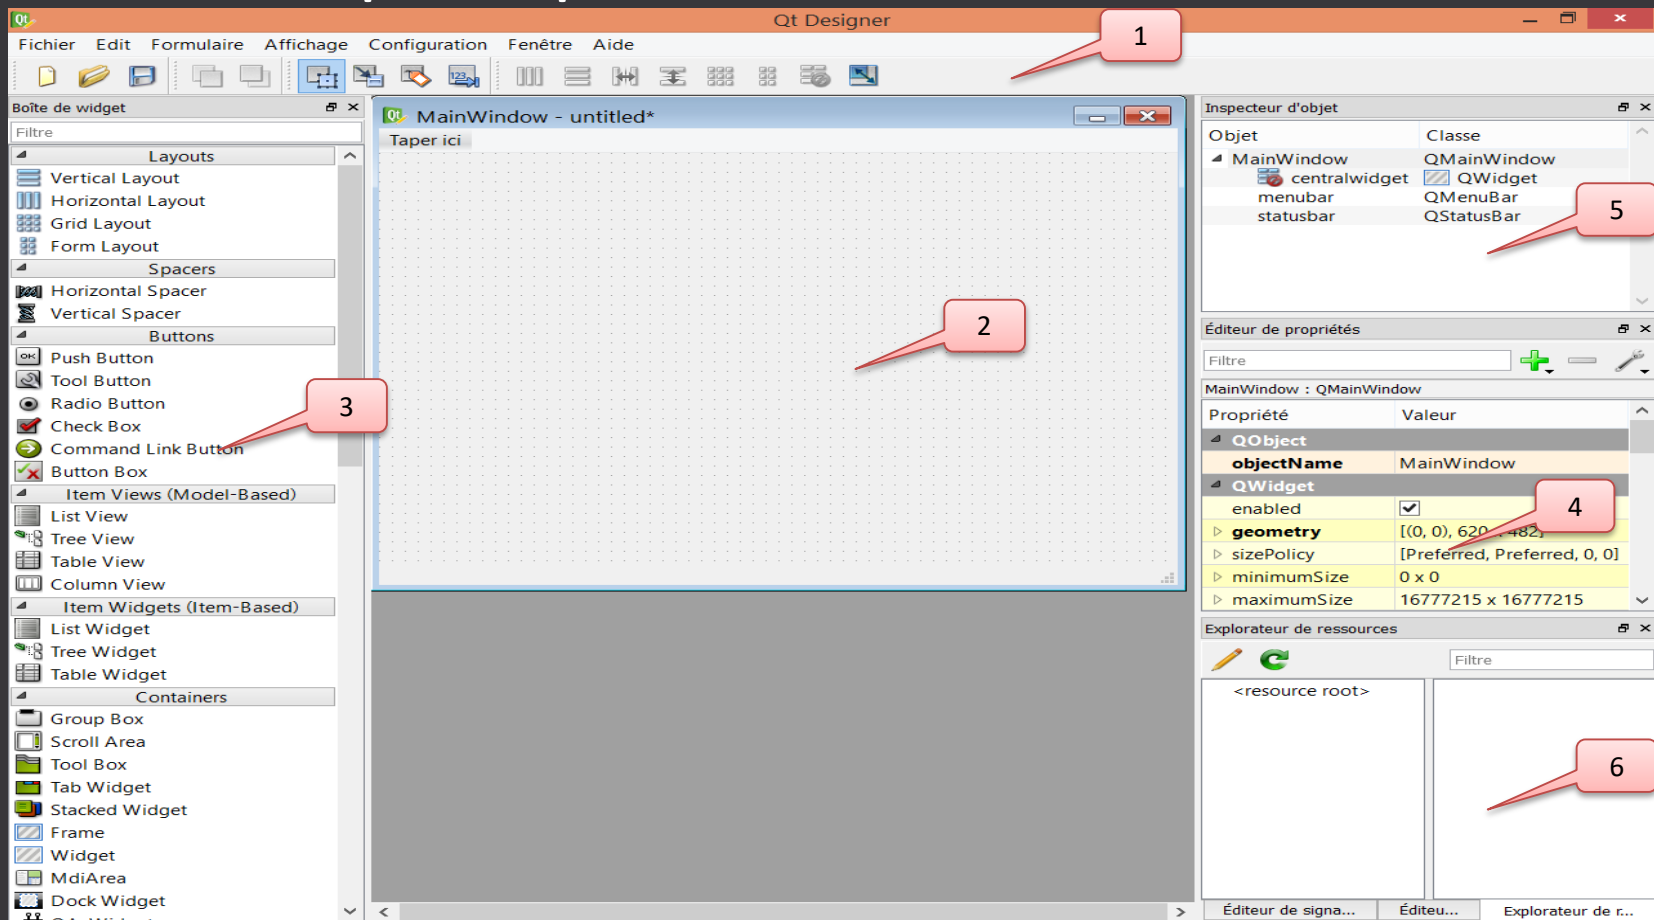 Qt Designer
Fichier Edit Formulaire Affichage Configuration Fenêtre Aide
1
Boîte de widget
Filtre
Layouts
Vertical Layout
Horizontal Layout
Grid Layout
Form Layout
Spacers
Horizontal Spacer
Vertical Spacer
Buttons
Push Button
Tool Button
Radio Button
Check Box
Command Link Button
Button Box
Item Views (Model-Based)
List View
Tree View
Table View
Column View
Item Widgets (Item-Based)
List Widget
Tree Widget
Table Widget
Containers
Group Box
Scroll Area
Tool Box
Tab Widget
Stacked Widget
Frame
Widget
MdiArea
Dock Widget
3
MainWindow - untitled*
Taper ici
2
Inspecteur d'objet
Objet Classe
MainWindow QMainWindow
centralwidget QWidget
menubar QMenuBar
statusbar QStatusBar
5
Éditeur de propriétés
Filtre
MainWindow : QMainWindow
Propriété Valeur
QObject
objectName MainWindow
QWidget
enabled
geometry [(0, 0), 620 x 482]
sizePolicy [Preferred, Preferred, 0, 0]
minimumSize 0 x 0
maximumSize 16777215 x 16777215
4
Explorateur de ressources
Filtre
<resource root>
6
Éditeur de signa... Éditeu... Explorateur de r...